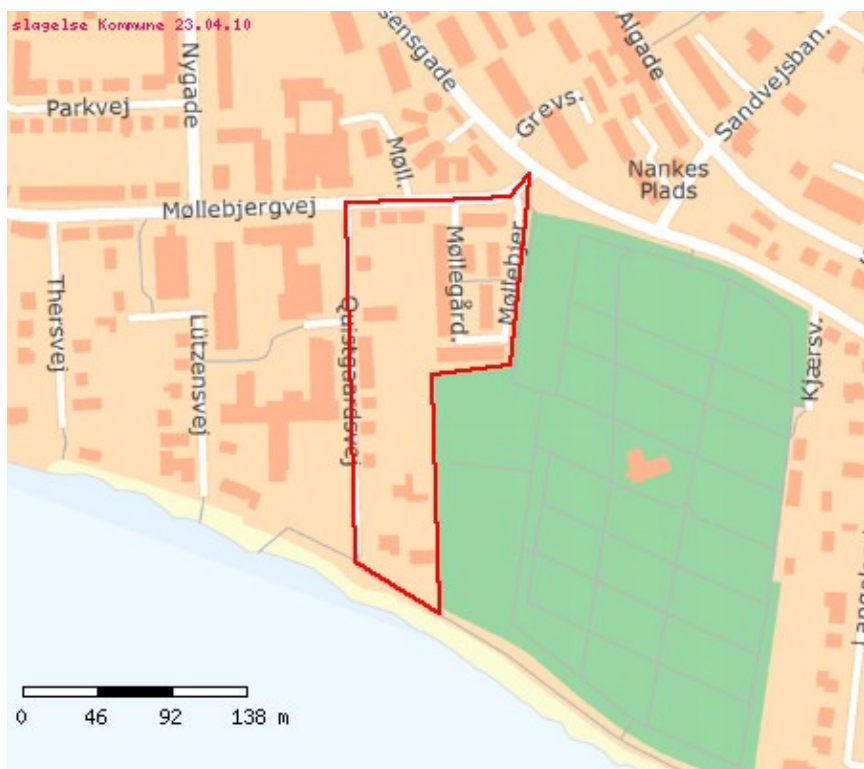 slagelse Kommune 23.04.10
Nygade
sensgade
Algade
Sandvejsban.
Parkvej
Grevs.
Møll.
Nankes
Plads
Møllebjergvej
Møllegård.
Møllebjer
Thersvej
Lützensvej
Quistgaardsvej
Kjærsv.
0 46 92 138 m